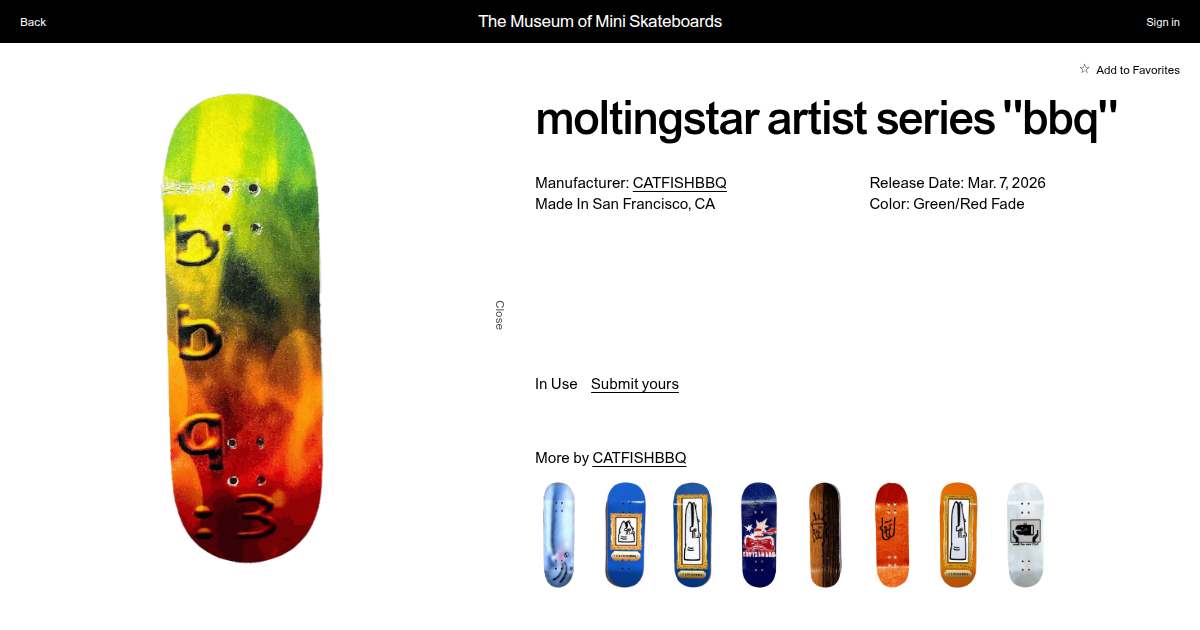 Back
The Museum of Mini Skateboards
Sign in
☆ Add to Favorites
moltingstar artist series "bbq"
Manufacturer: CATFISHBBQ
Release Date: Mar. 7, 2026
Made In San Francisco, CA
Color: Green/Red Fade
b
b
q
:3
Close
In Use Submit yours
More by CATFISHBBQ